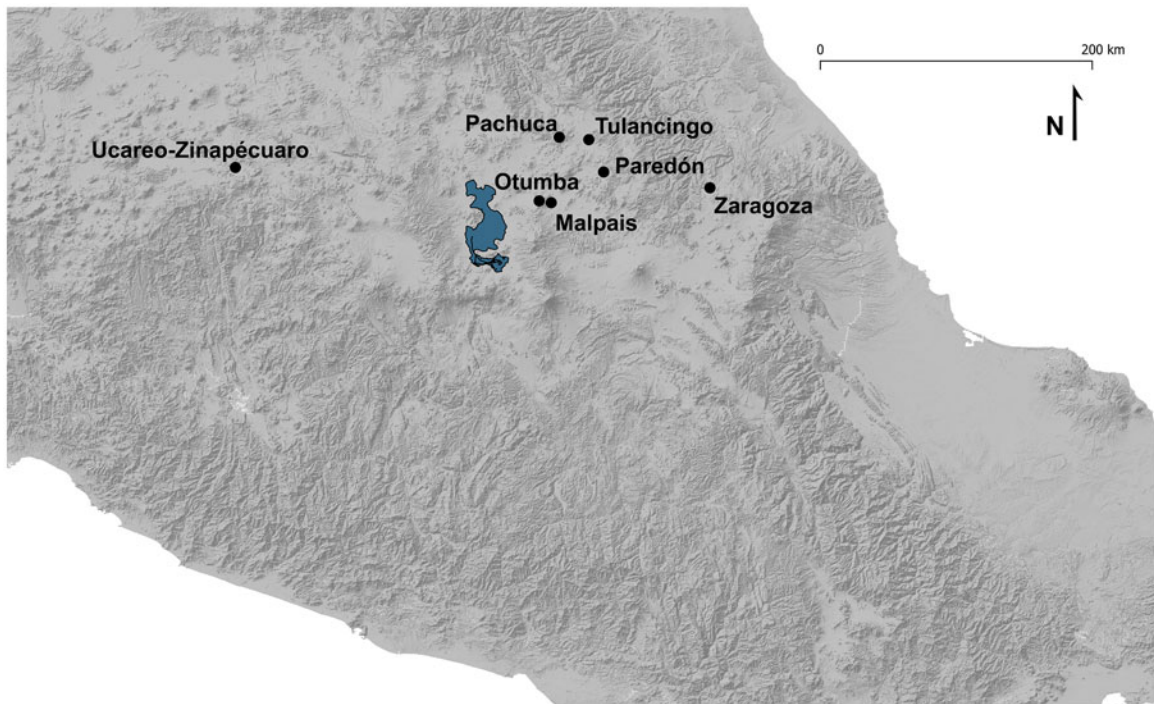 0 200 km
N
Pachuca
Tulancingo
Ucareo-Zinapécuaro
Paredón
Otumba
Zaragoza
Malpais